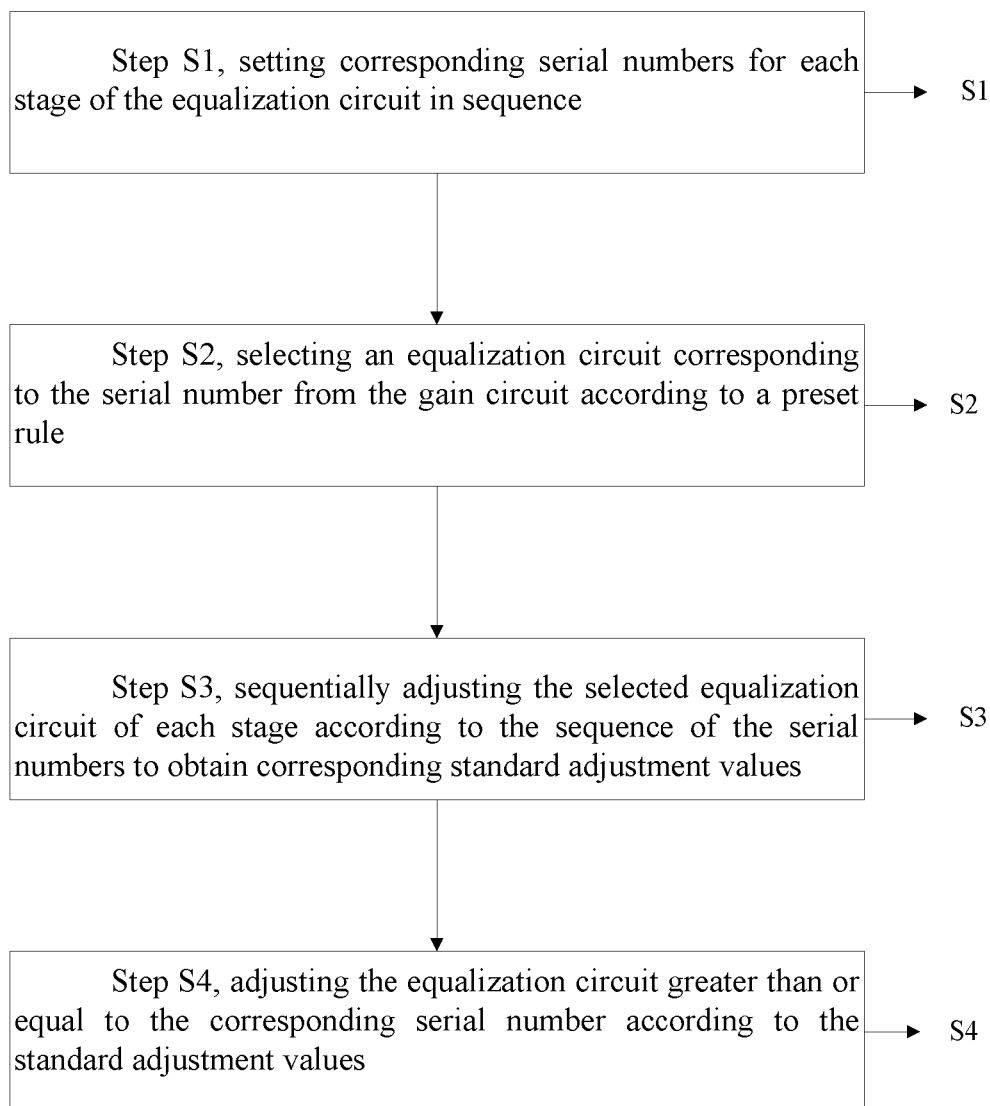 Step S1, setting corresponding serial numbers for each
stage of the equalization circuit in sequence
S1
Step S2, selecting an equalization circuit corresponding
to the serial number from the gain circuit according to a preset
rule
S2
Step S3, sequentially adjusting the selected equalization
circuit of each stage according to the sequence of the serial
numbers to obtain corresponding standard adjustment values
S3
Step S4, adjusting the equalization circuit greater than or
equal to the corresponding serial number according to the
standard adjustment values
S4